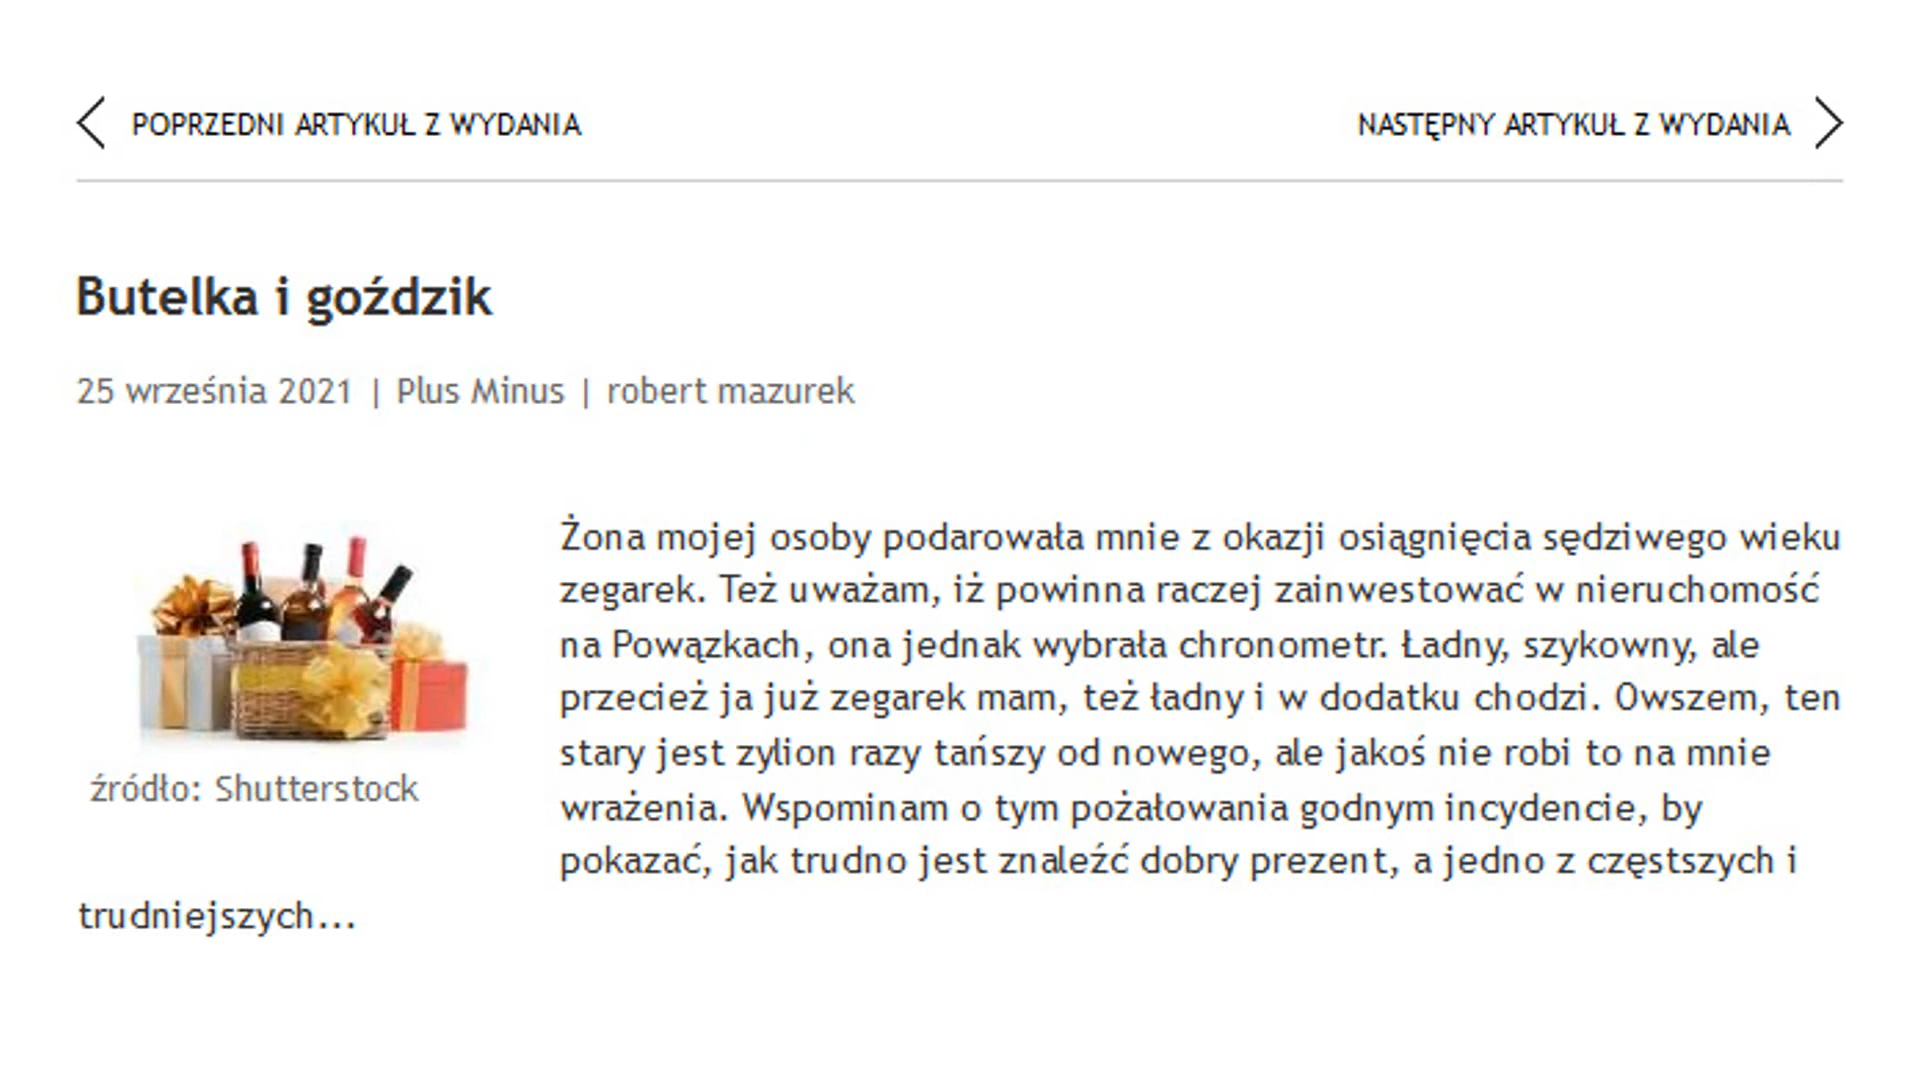 POPRZEDNI ARTYKUŁ Z WYDANIA
NASTĘPNY ARTYKUŁ Z WYDANIA
Butelka i goździk
25 września 2021 | Plus Minus | robert mazurek
źródło: Shutterstock
Żona mojej osoby podarowała mnie z okazji osiągnięcia sędziwego wieku
zegarek. Też uważam, iż powinna raczej zainwestować w nieruchomość
na Powązkach, ona jednak wybrała chronometr. Ładny, szykowny, ale
przecież ja już zegarek mam, też ładny i w dodatku chodzi. Owszem, ten
stary jest zylion razy tańszy od nowego, ale jakoś nie robi to na mnie
wrażenia. Wspominam o tym pożałowania godnym incydencie, by
pokazać, jak trudno jest znaleźć dobry prezent, a jedno z częstszych i
trudniejszych...